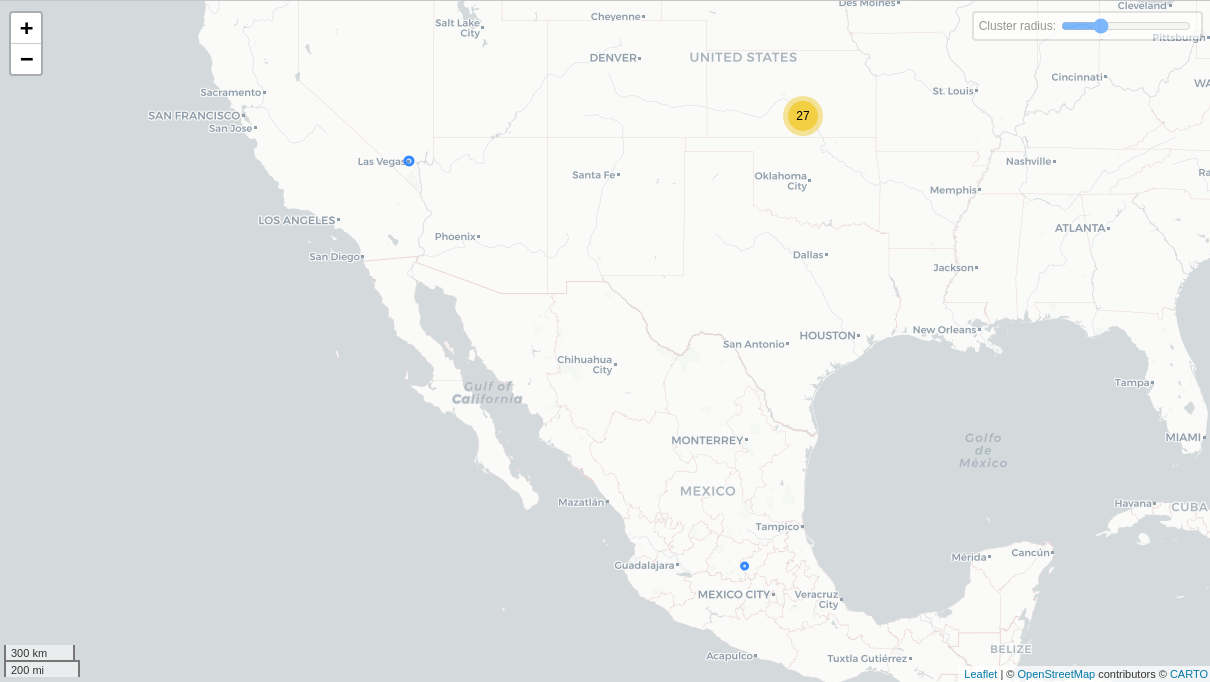 +
−
Cluster radius:
Des Moines
Cleveland
Cheyenne
Salt Lake
City
Pittsburgh
DENVER
UNITED STATES
Cincinnati
WA
Sacramento
St. Louis
27
SAN FRANCISCO
San Jose
Las Vegas
Nashville
Santa Fe
Oklahoma
City
Ra
Memphis
LOS ANGELES
Phoenix
ATLANTA
San Diego
Dallas
Jackson
New Orleans
HOUSTON
San Antonio
Chihuahua
City
Gulf of
California
Tampa
MONTERREY
MIAMI
Golfo
de
México
MEXICO
Mazatlán
Havana
CUBA
Tampico
Mérida
Cancún
Guadalajara
MEXICO CITY
Veracruz
City
300 km
200 mi
Acapulco
Tuxtla Gutiérrez
BELIZE
Leaflet | © OpenStreetMap contributors © CARTO